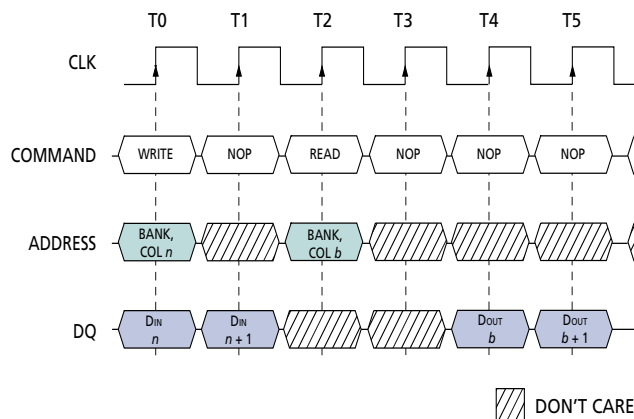 T0 T1 T2 T3 T4 T5
CLK
COMMAND WRITE NOP READ NOP NOP NOP
ADDRESS BANK, COL n BANK, COL b
DQ DIN n DIN n + 1 DOUT b DOUT b + 1
DON'T CARE